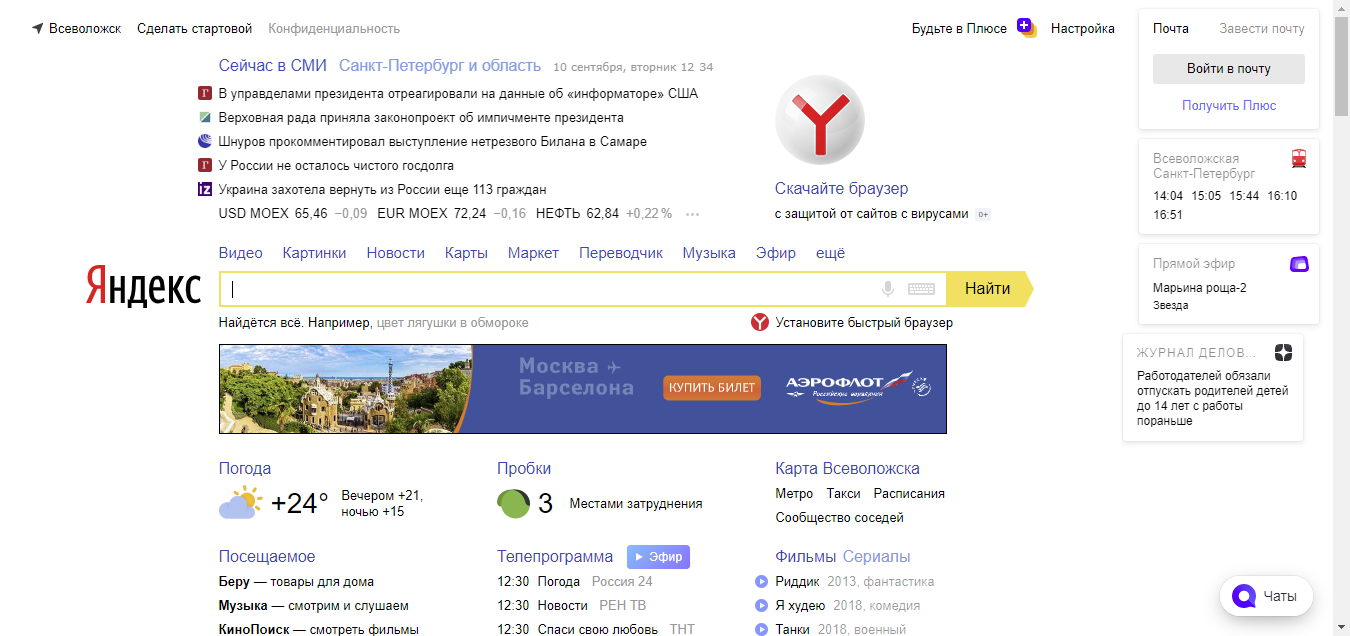 Всеволожск Сделать стартовой Конфиденциальность
Будьте в Плюсе Настройка
Почта Завести почту
Войти в почту
Получить Плюс
Сейчас в СМИ Санкт-Петербург и область 10 сентября, вторник 12 34
В управделами президента отреагировали на данные об «информаторе» США
Верховная рада приняла законопроект об импичменте президента
Шнуров прокомментировал выступление нетрезвого Билана в Самаре
У России не осталось чистого госдолга
Украина захотела вернуть из России еще 113 граждан
USD MOEX 65,46 −0,09 EUR MOEX 72,24 −0,16 НЕФТЬ 62,84 +0,22 %
Скачайте браузер
с защитой от сайтов с вирусами 0+
Всеволожская
Санкт-Петербург
14:04 15:05 15:44 16:10
16:51
Видео Картинки Новости Карты Маркет Переводчик Музыка Эфир ещё
Яндекс
Найти
Найдётся всё. Например, цвет лягушки в обмороке
Установите быстрый браузер
Прямой эфир
Марьина роща-2
Звезда
ЖУРНАЛ ДЕЛОВ...
Работодателей обязали
отпускать родителей детей
до 14 лет с работы
пораньше
Москва
Барселона
КУПИТЬ БИЛЕТ
АЭРОФЛОТ
Российские авиалинии
Погода
+24°
Вечером +21,
ночью +15
Пробки
3 Местами затруднения
Карта Всеволожска
Метро Такси Расписания
Сообщество соседей
Посещаемое
Беру — товары для дома
Музыка — смотрим и слушаем
КиноПоиск — смотреть фильмы
Телепрограмма Эфир
12:30 Погода Россия 24
12:30 Новости РЕН ТВ
12:30 Спаси свою любовь ТНТ
Фильмы Сериалы
Риддик 2013, фантастика
Я худею 2018, комедия
Танки 2018, военный
Чаты